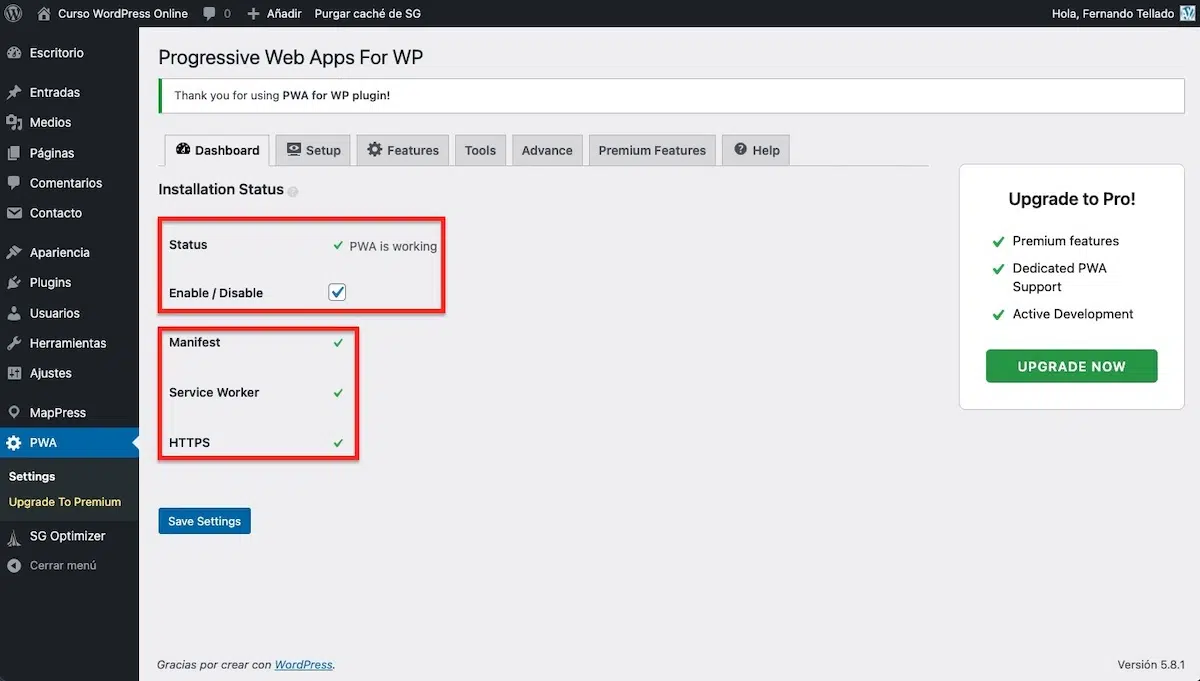 Curso WordPress Online 0 Añadir Purgar caché de SG Hola, Fernando Tellado
Escritorio
Entradas
Medios
Páginas
Comentarios
Contacto
Apariencia
Plugins
Usuarios
Herramientas
Ajustes
MapPress
PWA
Settings
Upgrade To Premium
SG Optimizer
Cerrar menú
Progressive Web Apps For WP
Thank you for using PWA for WP plugin!
Dashboard Setup Features Tools Advance Premium Features Help
Installation Status
Status PWA is working
Enable / Disable
Manifest
Service Worker
HTTPS
Save Settings
Upgrade to Pro!
Premium features
Dedicated PWA
Support
Active Development
UPGRADE NOW
Gracias por crear con WordPress. Versión 5.8.1